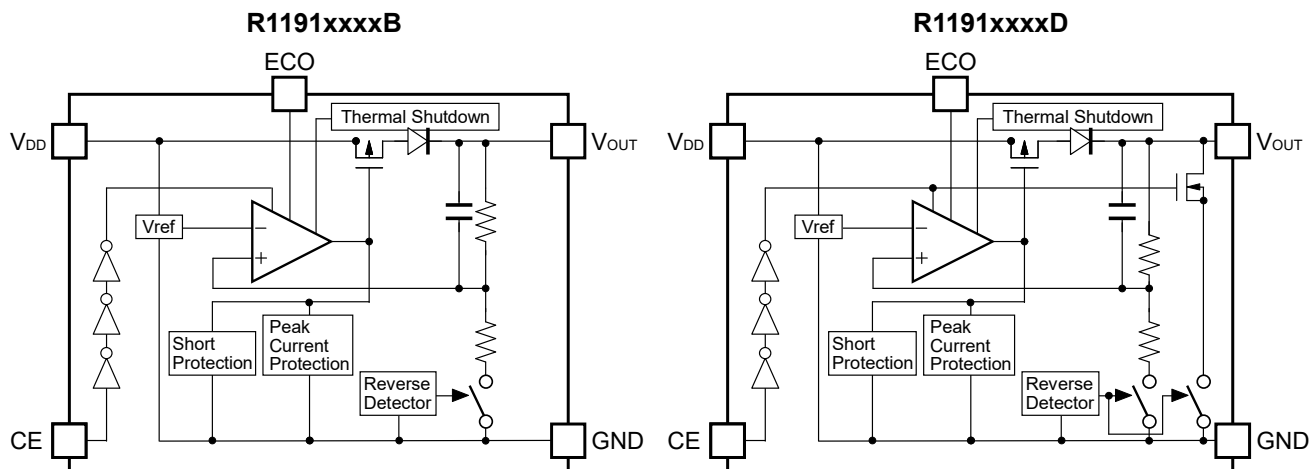 R1191xxxxB
ECO
Thermal Shutdown
VDD
VOUT
Vref
−
+
Short
Protection
Peak
Current
Protection
Reverse
Detector
CE
GND
R1191xxxxD
ECO
Thermal Shutdown
VDD
VOUT
Vref
−
+
Short
Protection
Peak
Current
Protection
Reverse
Detector
CE
GND